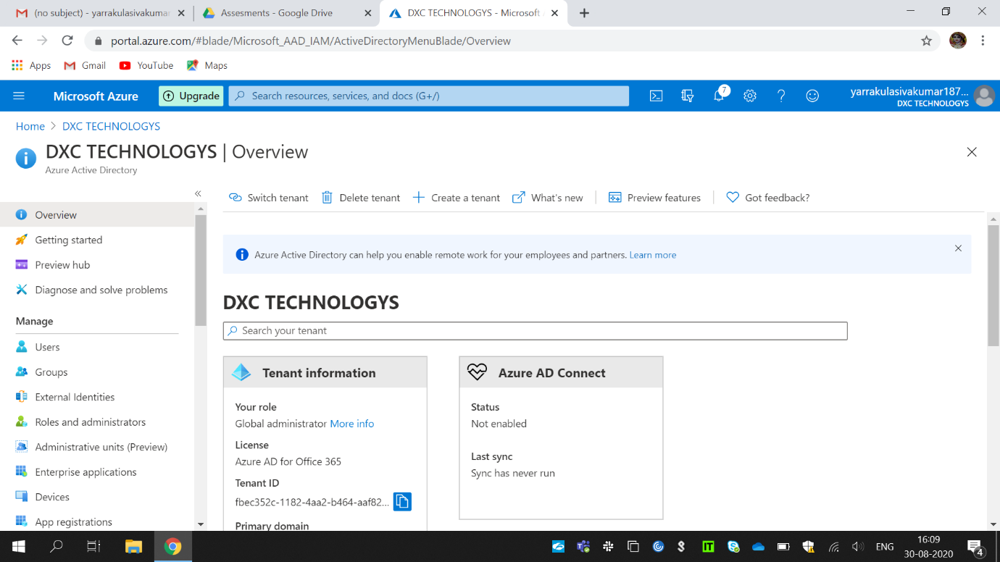 (no subject) - yarrakulasivakumar
Assesments - Google Drive
DXC TECHNOLOGYS - Microsoft
portal.azure.com/#blade/Microsoft_AAD_IAM/ActiveDirectoryMenuBlade/Overview
Apps Gmail YouTube Maps
Microsoft Azure Upgrade Search resources, services, and docs (G+/) 7 yarrakulasivakumar187...
DXC TECHNOLOGYS
Home > DXC TECHNOLOGYS
DXC TECHNOLOGYS | Overview
Azure Active Directory
Switch tenant Delete tenant Create a tenant What's new Preview features Got feedback?
Overview
Getting started
Preview hub
Diagnose and solve problems
Manage
Users
Groups
External Identities
Roles and administrators
Administrative units (Preview)
Enterprise applications
Devices
App registrations
Azure Active Directory can help you enable remote work for your employees and partners. Learn more
DXC TECHNOLOGYS
Search your tenant
Tenant information
Your role
Global administrator More info
License
Azure AD for Office 365
Tenant ID
fbec352c-1182-4aa2-b464-aaf82...
Primary domain
Azure AD Connect
Status
Not enabled
Last sync
Sync has never run
ENG
16:09
30-08-2020
4